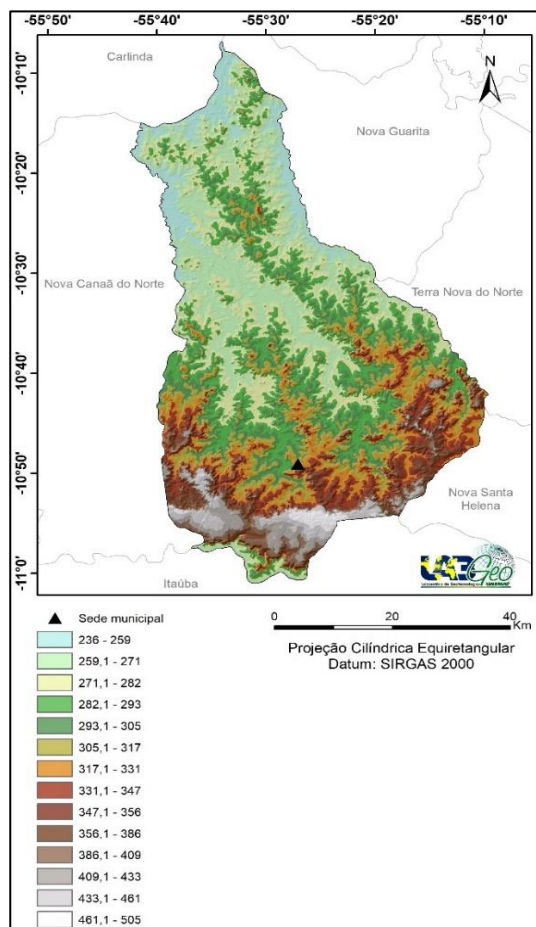 -55°50' -55°40' -55°30' -55°20' -55°10'
-10°10'
-10°20'
-10°30'
-10°40'
-10°50'
-11°0'
Carlinda
N
Nova Guarita
Nova Canaã do Norte
Terra Nova do Norte
Nova Santa
Helena
Itaúba
LABGeo
Sede municipal
236 - 259
259,1 - 271
271,1 - 282
282,1 - 293
293,1 - 305
305,1 - 317
317,1 - 331
331,1 - 347
347,1 - 356
356,1 - 386
386,1 - 409
409,1 - 433
433,1 - 461
461,1 - 505
0 20 40
Km
Projeção Cilíndrica Equiretangular
Datum: SIRGAS 2000